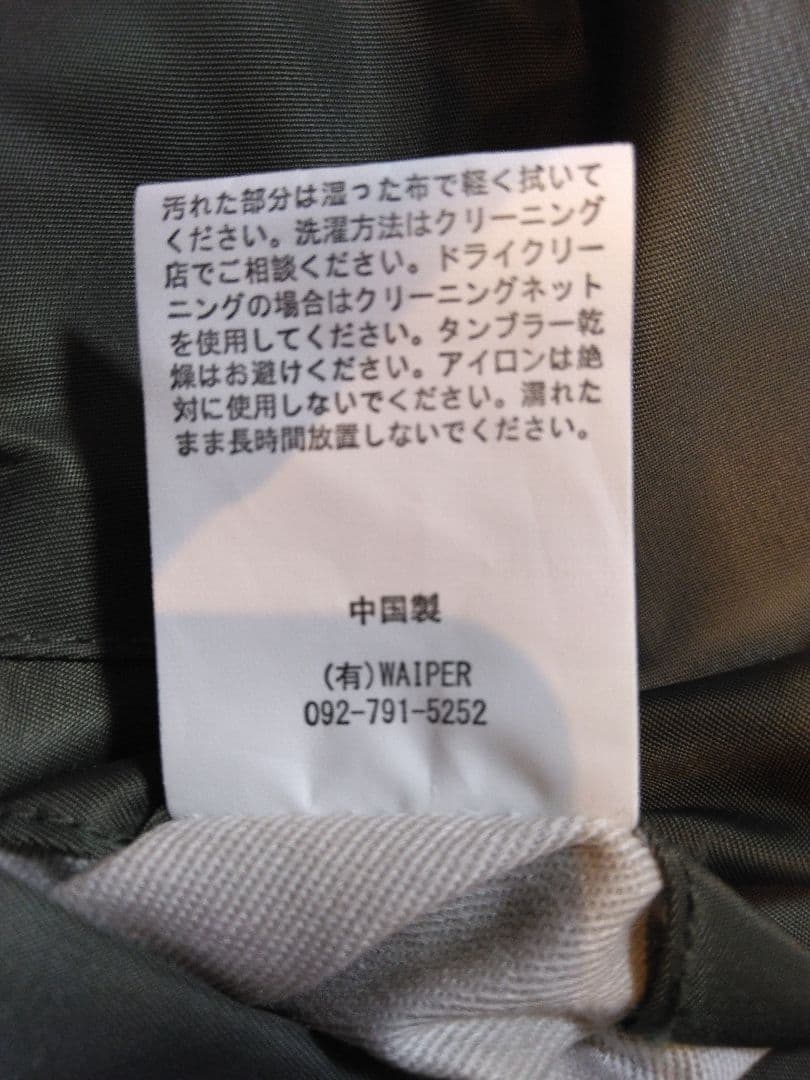 汚れた部分は湿った布で軽く拭いて
ください。洗濯方法はクリーニング
店でご相談ください。ドライクリー
ニングの場合はクリーニングネット
を使用してください。タンブラー乾
燥はお避けください。アイロンは絶
対に使用しないでください。濡れた
まま長時間放置しないでください。
中国製
(有)WAIPER
092-791-5252